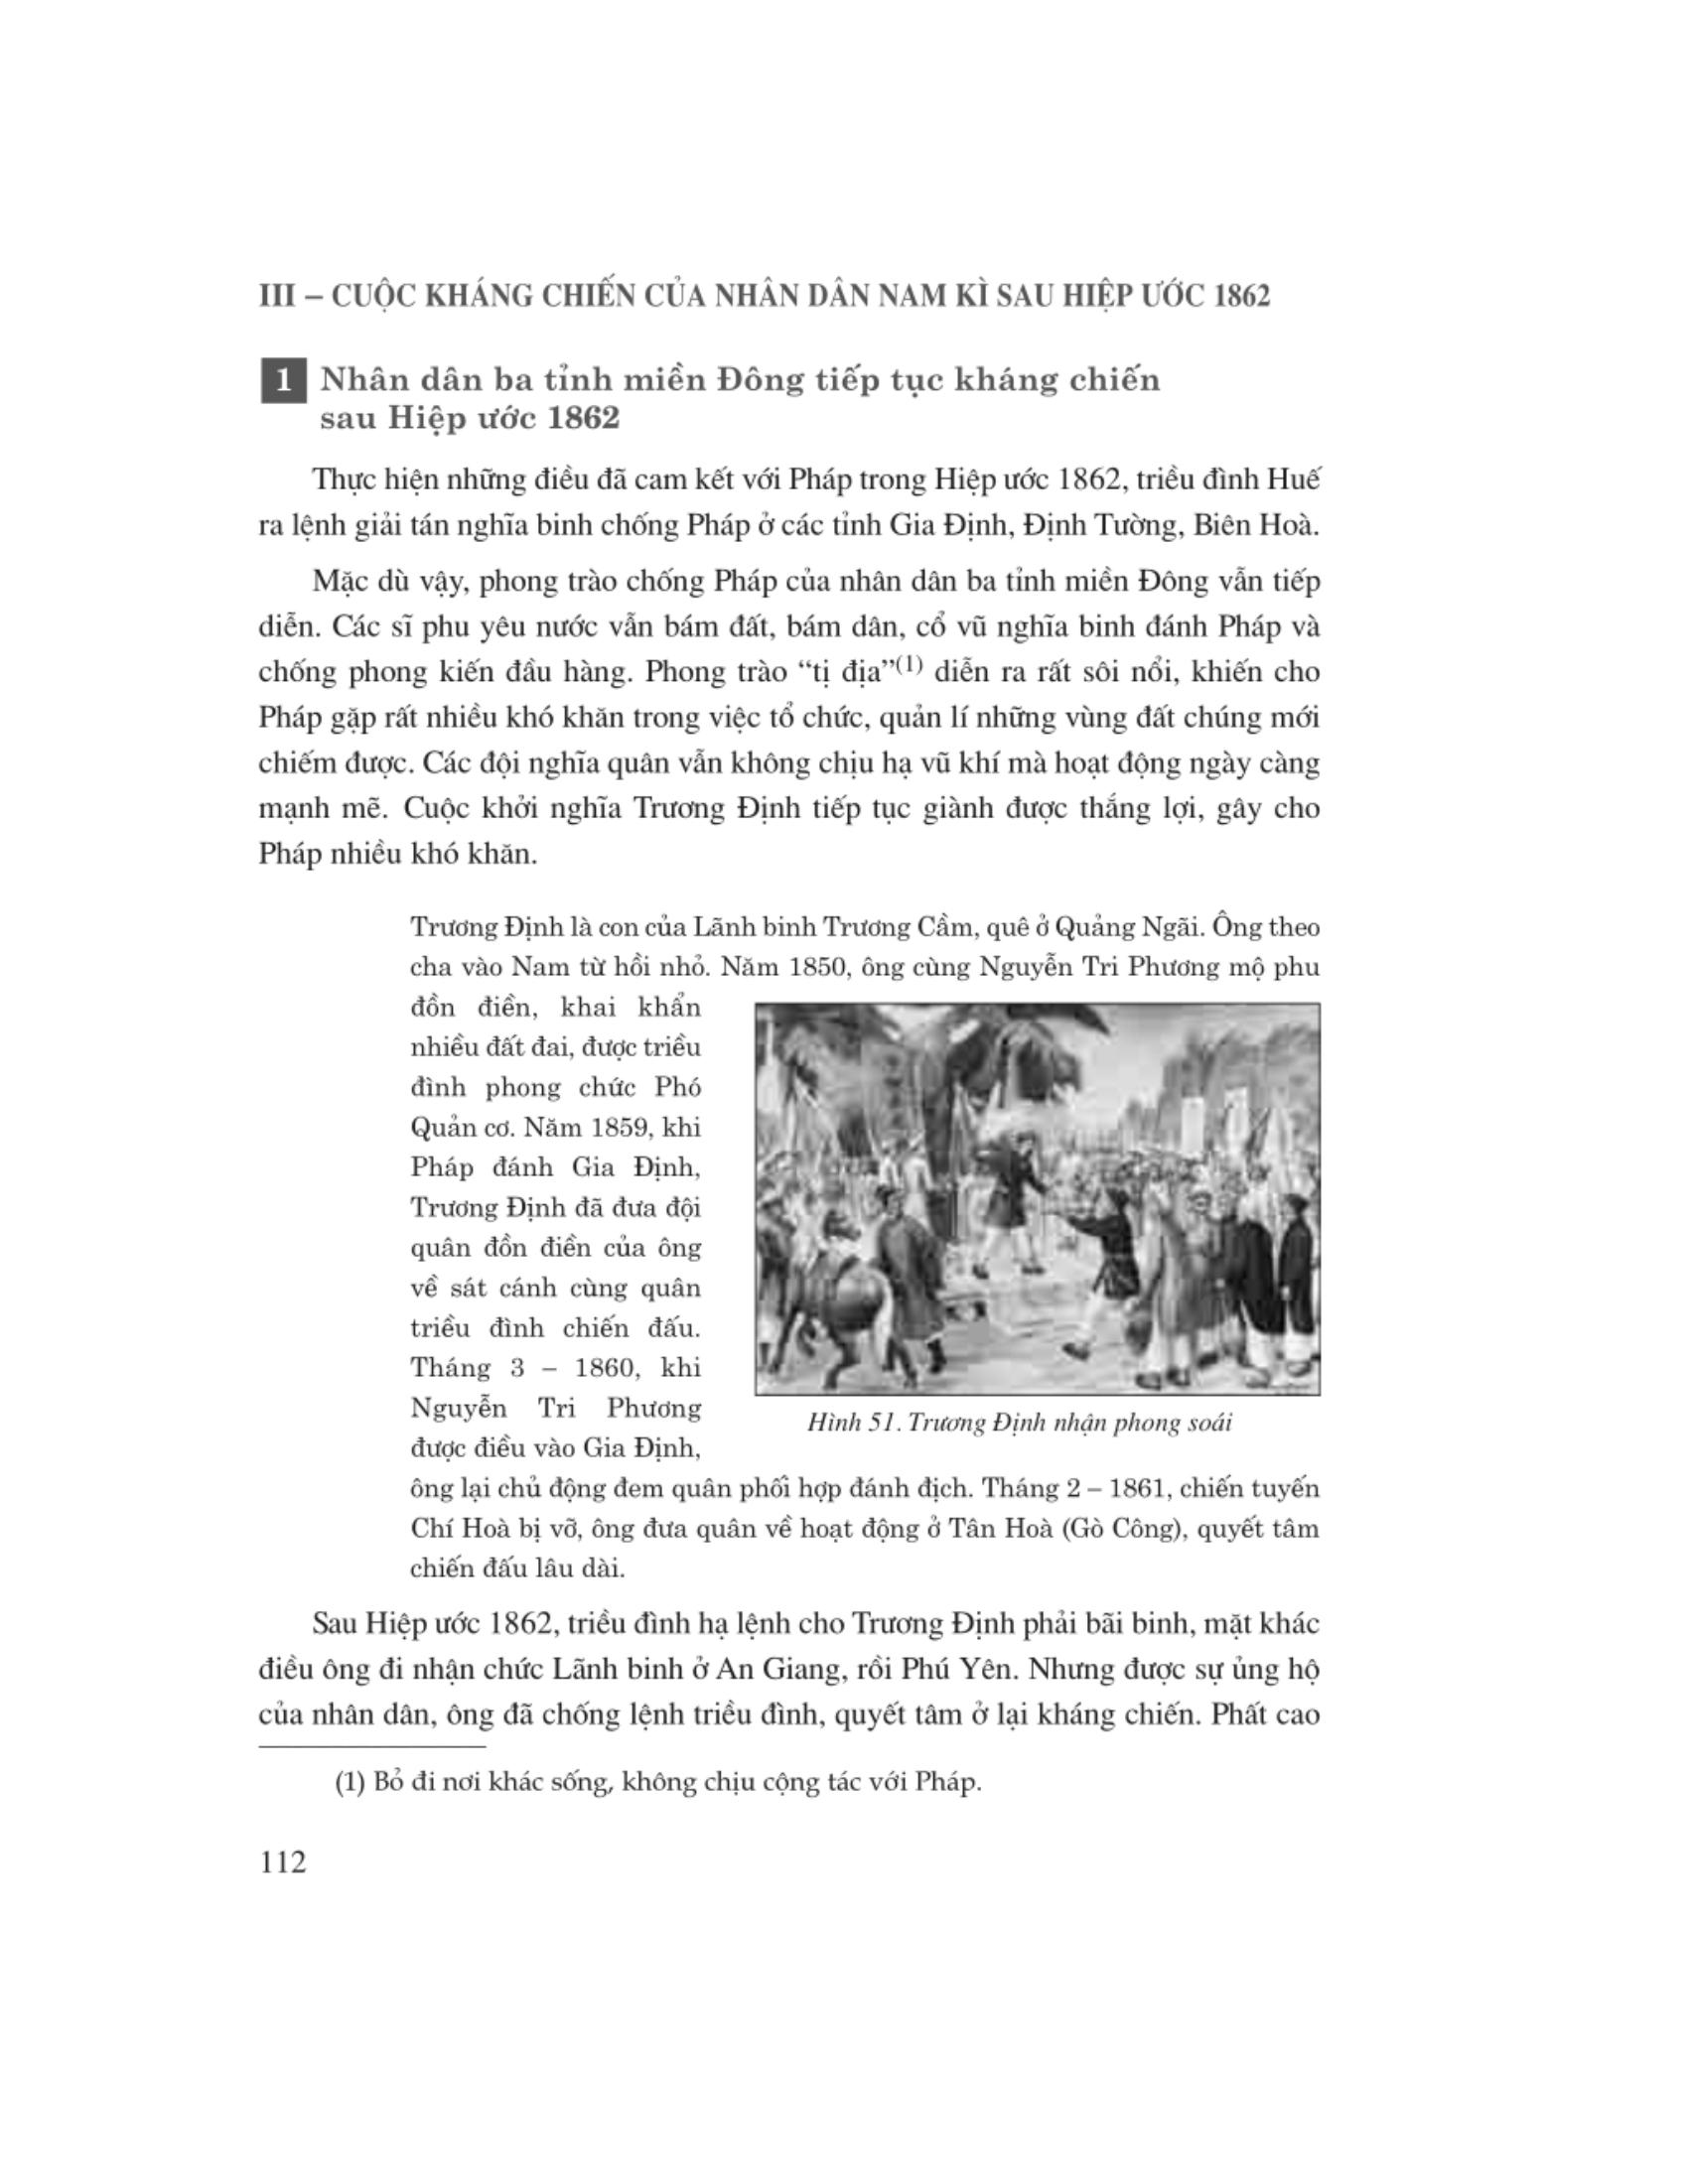 III – CUỘC KHÁNG CHIẾN CỦA NHÂN DÂN NAM KÌ SAU HIỆP ƯỚC 1862
1 Nhân dân ba tỉnh miền Đông tiếp tục kháng chiến
sau Hiệp ước 1862
Thực hiện những điều đã cam kết với Pháp trong Hiệp ước 1862, triều đình Huế
ra lệnh giải tán nghĩa binh chống Pháp ở các tỉnh Gia Định, Định Tường, Biên Hoà.
Mặc dù vậy, phong trào chống Pháp của nhân dân ba tỉnh miền Đông vẫn tiếp
diễn. Các sĩ phu yêu nước vẫn bám đất, bám dân, cổ vũ nghĩa binh đánh Pháp và
chống phong kiến đầu hàng. Phong trào “tị địa”(1) diễn ra rất sôi nổi, khiến cho
Pháp gặp rất nhiều khó khăn trong việc tổ chức, quản lí những vùng đất chúng mới
chiếm được. Các đội nghĩa quân vẫn không chịu hạ vũ khí mà hoạt động ngày càng
mạnh mẽ. Cuộc khởi nghĩa Trương Định tiếp tục giành được thắng lợi, gây cho
Pháp nhiều khó khăn.
Trương Định là con của Lãnh binh Trương Cầm, quê ở Quảng Ngãi. Ông theo
cha vào Nam từ hồi nhỏ. Năm 1850, ông cùng Nguyễn Tri Phương mộ phu
đồn điền, khai khẩn
nhiều đất đai, được triều
đình phong chức Phó
Quản cơ. Năm 1859, khi
Pháp đánh Gia Định,
Trương Định đã đưa đội
quân đồn điền của ông
về sát cánh cùng quân
triều đình chiến đấu.
Tháng 3 – 1860, khi
Nguyễn Tri Phương
được điều vào Gia Định,
Hình 51. Trương Định nhận phong soái
ông lại chủ động đem quân phối hợp đánh địch. Tháng 2 – 1861, chiến tuyến
Chí Hoà bị vỡ, ông đưa quân về hoạt động ở Tân Hoà (Gò Công), quyết tâm
chiến đấu lâu dài.
Sau Hiệp ước 1862, triều đình hạ lệnh cho Trương Định phải bãi binh, mặt khác
điều ông đi nhận chức Lãnh binh ở An Giang, rồi Phú Yên. Nhưng được sự ủng hộ
của nhân dân, ông đã chống lệnh triều đình, quyết tâm ở lại kháng chiến. Phất cao
(1) Bỏ đi nơi khác sống, không chịu cộng tác với Pháp.
112